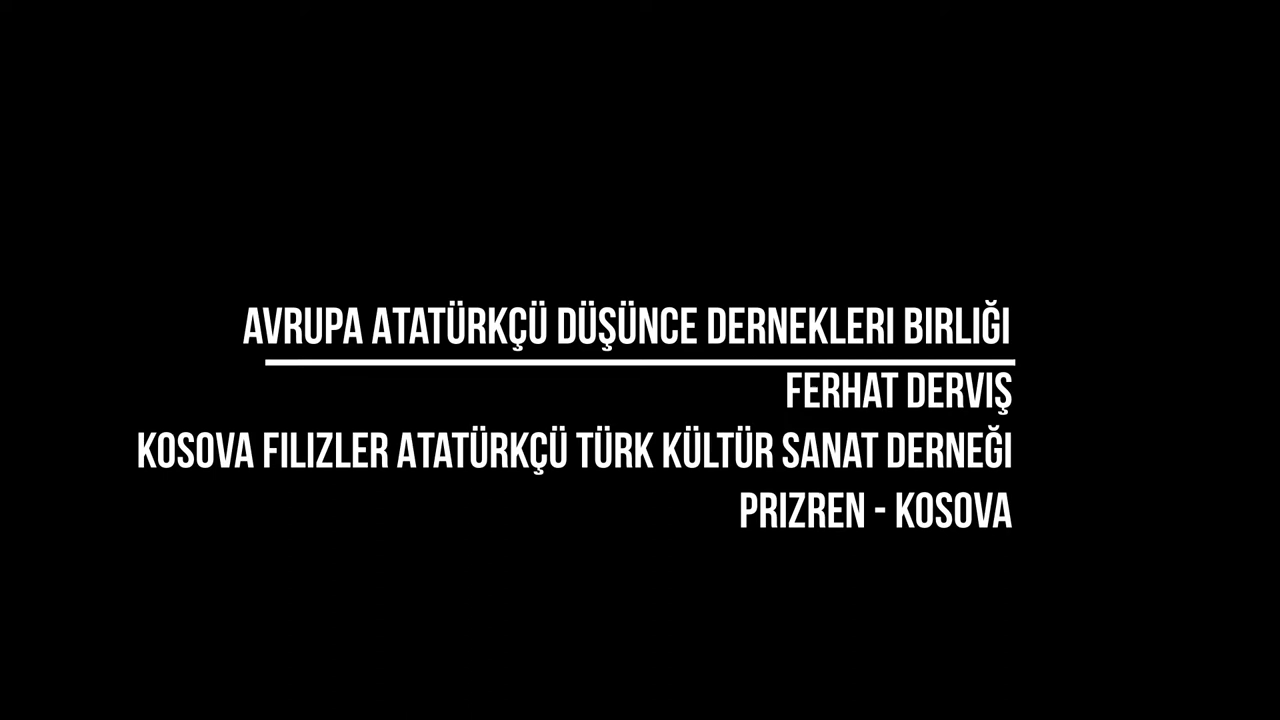 AVRUPA ATATÜRKÇÜ DÜŞÜNCE DERNEKLERI BIRLIĞI
FERHAT DERVIŞ
KOSOVA FILIZLER ATATÜRKÇÜ TÜRK KÜLTÜR SANAT DERNEĞI
PRIZREN - KOSOVA